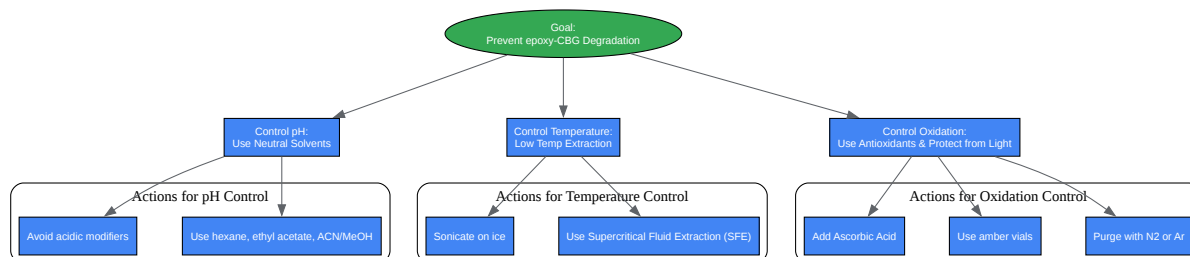 Goal:
Prevent epoxy-CBG Degradation
Control pH:
Use Neutral Solvents
Control Temperature:
Low Temp Extraction
Control Oxidation:
Use Antioxidants & Protect from Light
Actions for pH Control
Actions for Temperature Control
Actions for Oxidation Control
Avoid acidic modifiers
Use hexane, ethyl acetate, ACN/MeOH
Sonicate on ice
Use Supercritical Fluid Extraction (SFE)
Add Ascorbic Acid
Use amber vials
Purge with N2 or Ar